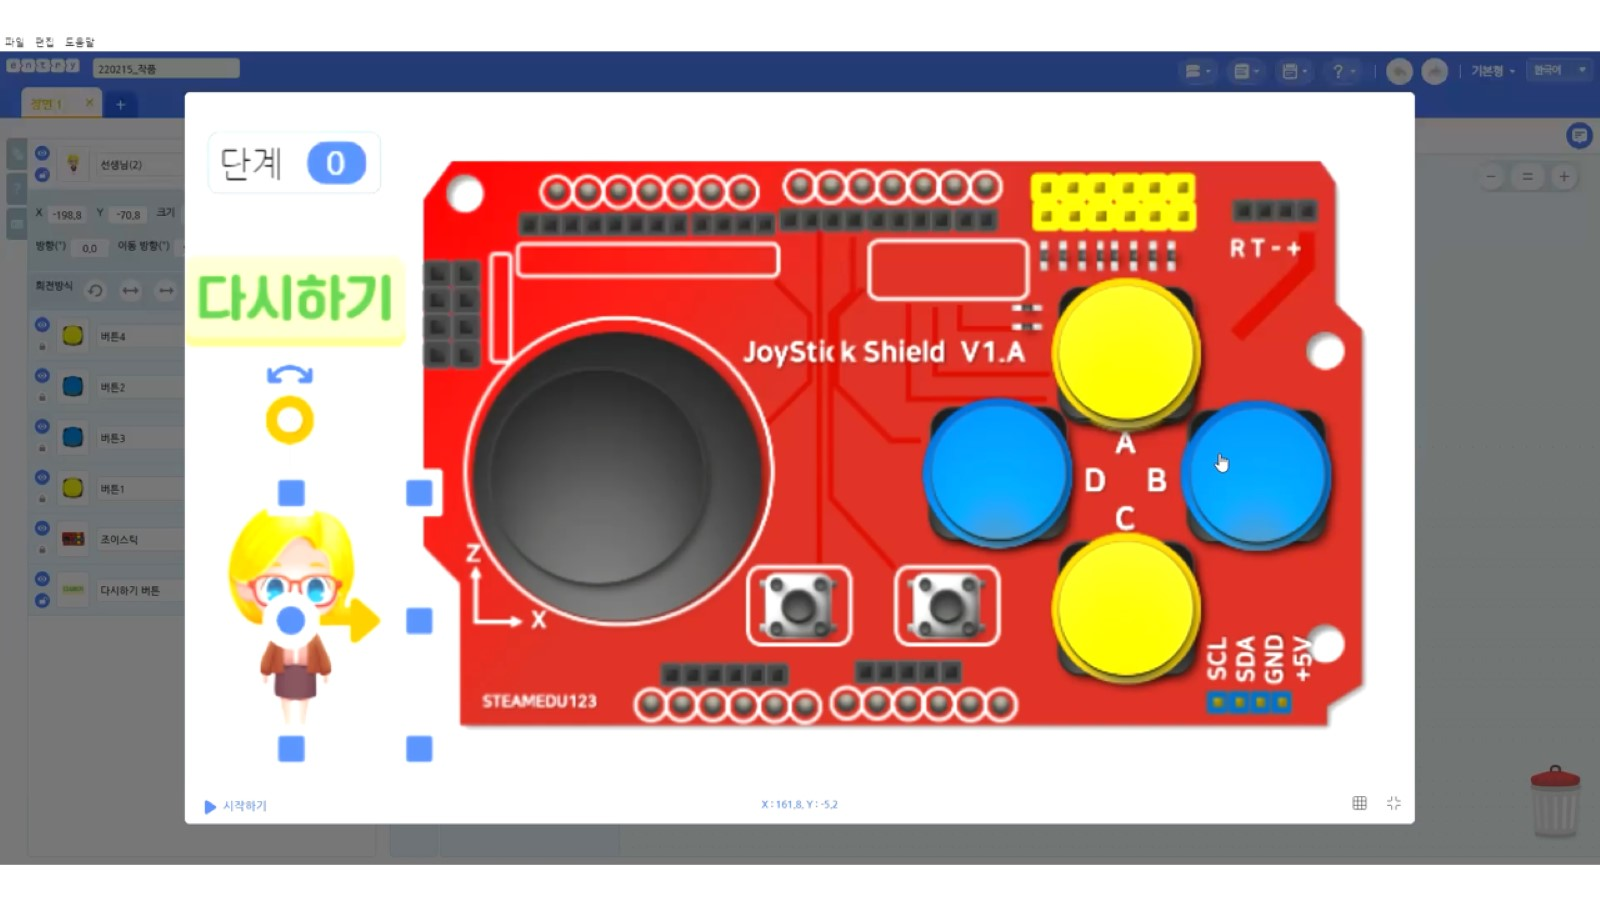 파일 편집 도움말
entry 220215_작품 ? 기본형 한국어
장면 1 × +
단계 0
선생님(2)
X -198,8 Y -70,8 크기
방향(°) 0,0 이동 방향(°)
회전방식
다시하기
버튼4
버튼2
버튼3
버튼1
조이스틱
다시하기 버튼
R T - +
JoyStick Shield V1.A
A
D B
C
Z
X
STEAMEDU123
SCL
SDA
GND
+5V
시작하기
X : 161,8, Y : -5,2